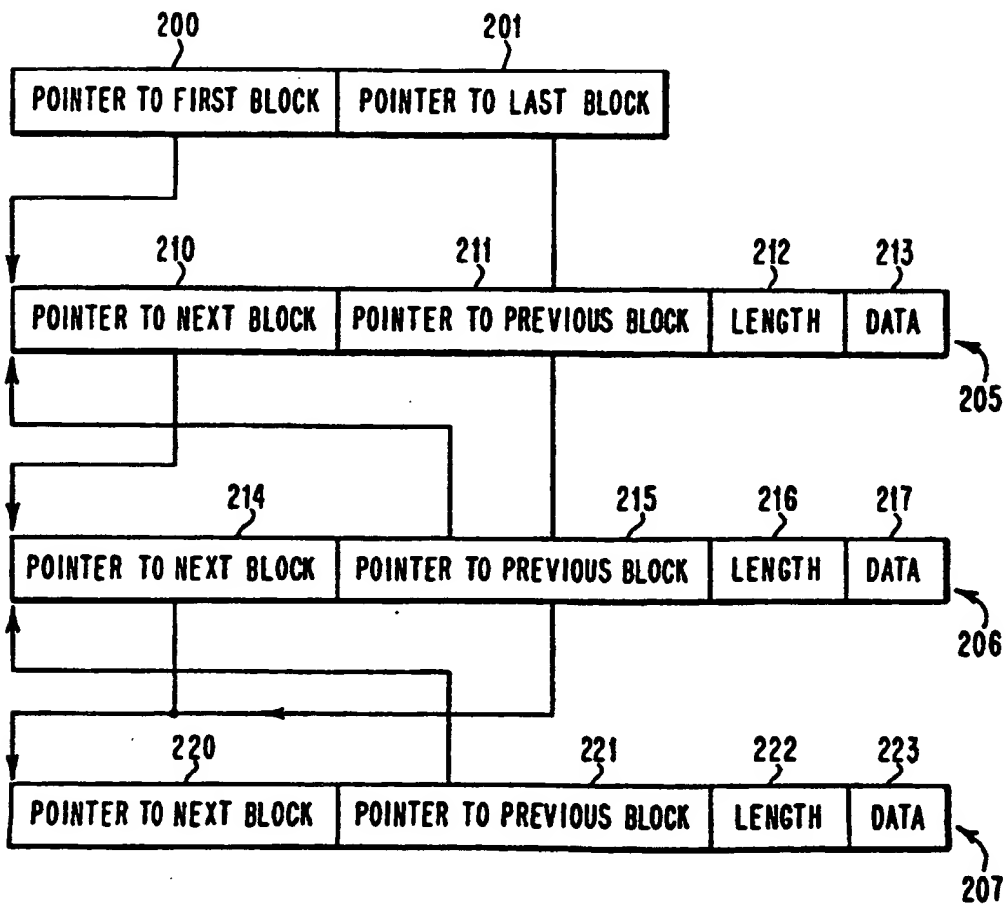 200 201
POINTER TO FIRST BLOCK POINTER TO LAST BLOCK
210 211 212 213
POINTER TO NEXT BLOCK POINTER TO PREVIOUS BLOCK LENGTH DATA
205
214 215 216 217
POINTER TO NEXT BLOCK POINTER TO PREVIOUS BLOCK LENGTH DATA
206
220 221 222 223
POINTER TO NEXT BLOCK POINTER TO PREVIOUS BLOCK LENGTH DATA
207